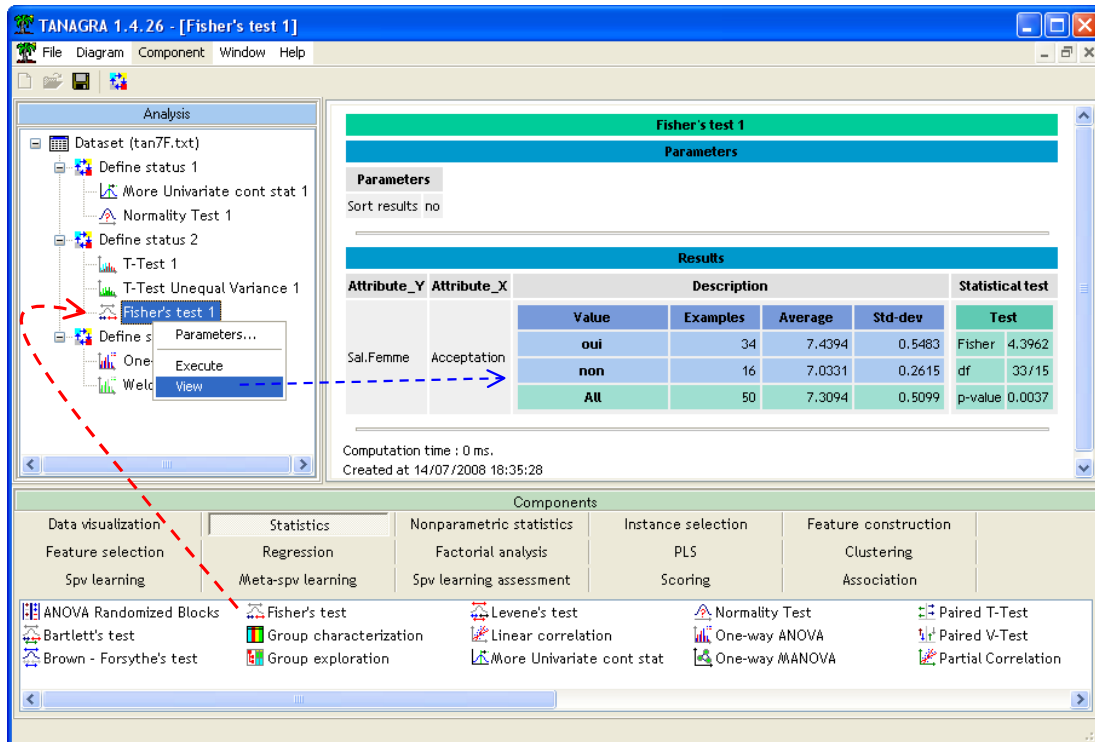 TANAGRA 1.4.26 - [Fisher's test 1]
File Diagram Component Window Help
Analysis
Dataset (tan7F.txt)
Define status 1
More Univariate cont stat 1
Normality Test 1
Define status 2
T-Test 1
T-Test Unequal Variance 1
Fisher's test 1
Define s
One-
Welc
Parameters...
Execute
View
Fisher's test 1
Parameters
Parameters
Sort results no
Results
Attribute_Y Attribute_X Description Statistical test
Value Examples Average Std-dev Test
Sal.Femme Acceptation
oui 34 7.4394 0.5483 Fisher 4.3962
non 16 7.0331 0.2615 df 33/15
All 50 7.3094 0.5099 p-value 0.0037
Computation time : 0 ms.
Created at 14/07/2008 18:35:28
Components
Data visualization Statistics Nonparametric statistics Instance selection Feature construction
Feature selection Regression Factorial analysis PLS Clustering
Spv learning Meta-spv learning Spv learning assessment Scoring Association
ANOVA Randomized Blocks Fisher's test Levene's test Normality Test Paired T-Test
Bartlett's test Group characterization Linear correlation One-way ANOVA Paired V-Test
Brown - Forsythe's test Group exploration More Univariate cont stat One-way MANOVA Partial Correlation